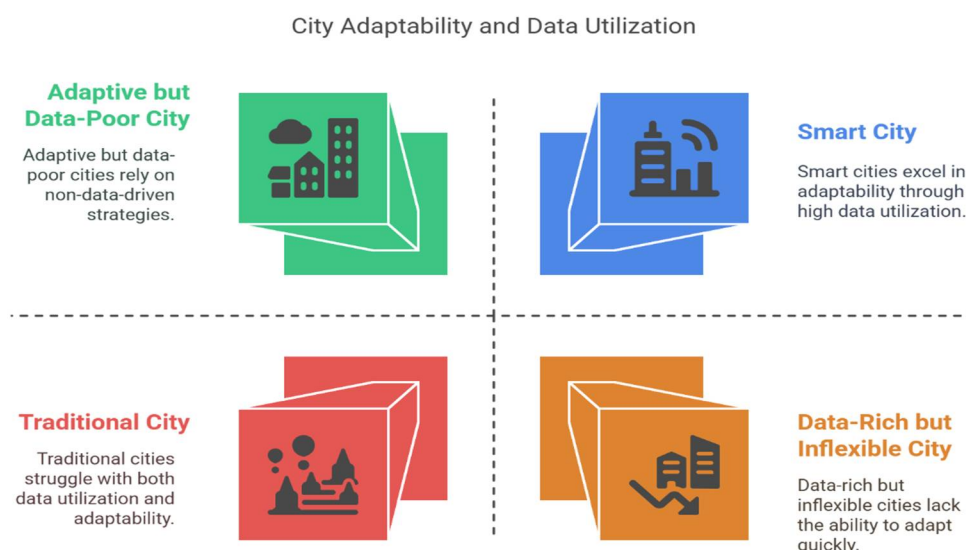 City Adaptability and Data Utilization
Adaptive but
Data-Poor City
Adaptive but data-
poor cities rely on
non-data-driven
strategies.
Smart City
Smart cities excel in
adaptability through
high data utilization.
Traditional City
Traditional cities
struggle with both
data utilization and
adaptability.
Data-Rich but
Inflexible City
Data-rich but
inflexible cities lack
the ability to adapt
quickly.